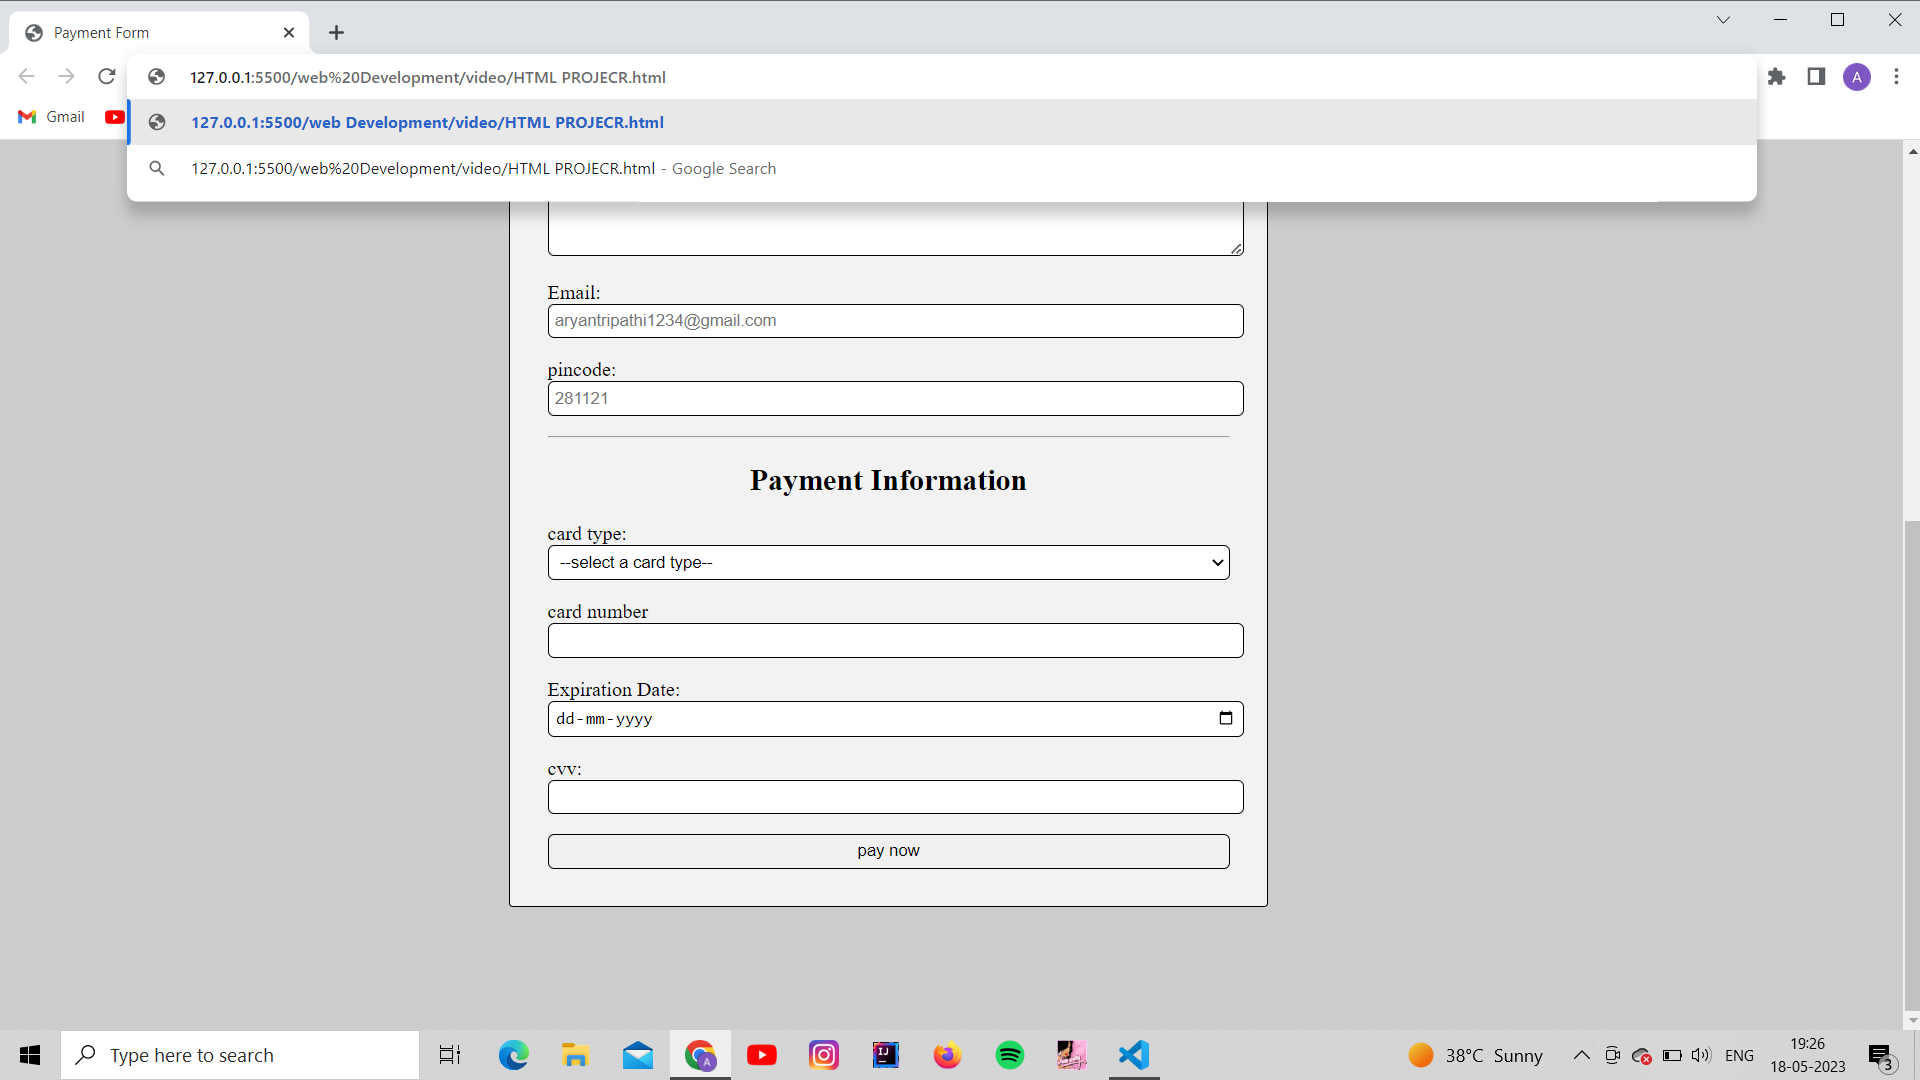 Payment Form
127.0.0.1:5500/web%20Development/video/HTML PROJECR.html
Gmail
127.0.0.1:5500/web Development/video/HTML PROJECR.html
127.0.0.1:5500/web%20Development/video/HTML PROJECR.html - Google Search
A
Email:
aryantripathi1234@gmail.com
pincode:
281121
Payment Information
card type:
--select a card type--
card number
Expiration Date:
dd-mm-yyyy
cvv:
pay now
Type here to search
A
IJ
38°C Sunny
ENG
19:26
18-05-2023
3